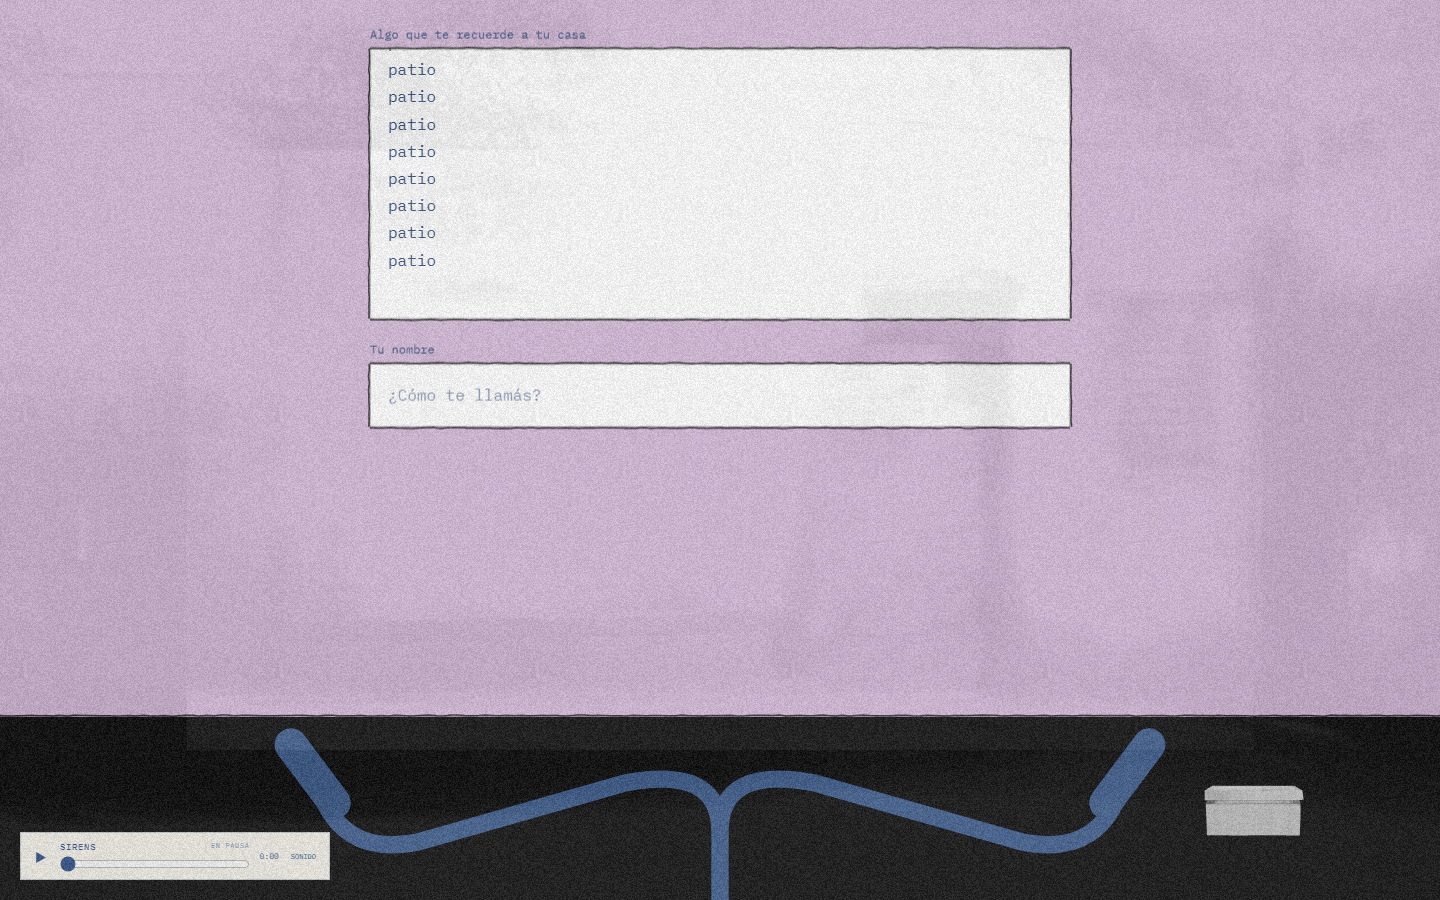 Algo que te recuerde a tu casa
patio
patio
patio
patio
patio
patio
patio
patio
Tu nombre
¿Cómo te llamás?
SIRENS
EN PAUSA
0:00
SONIDO